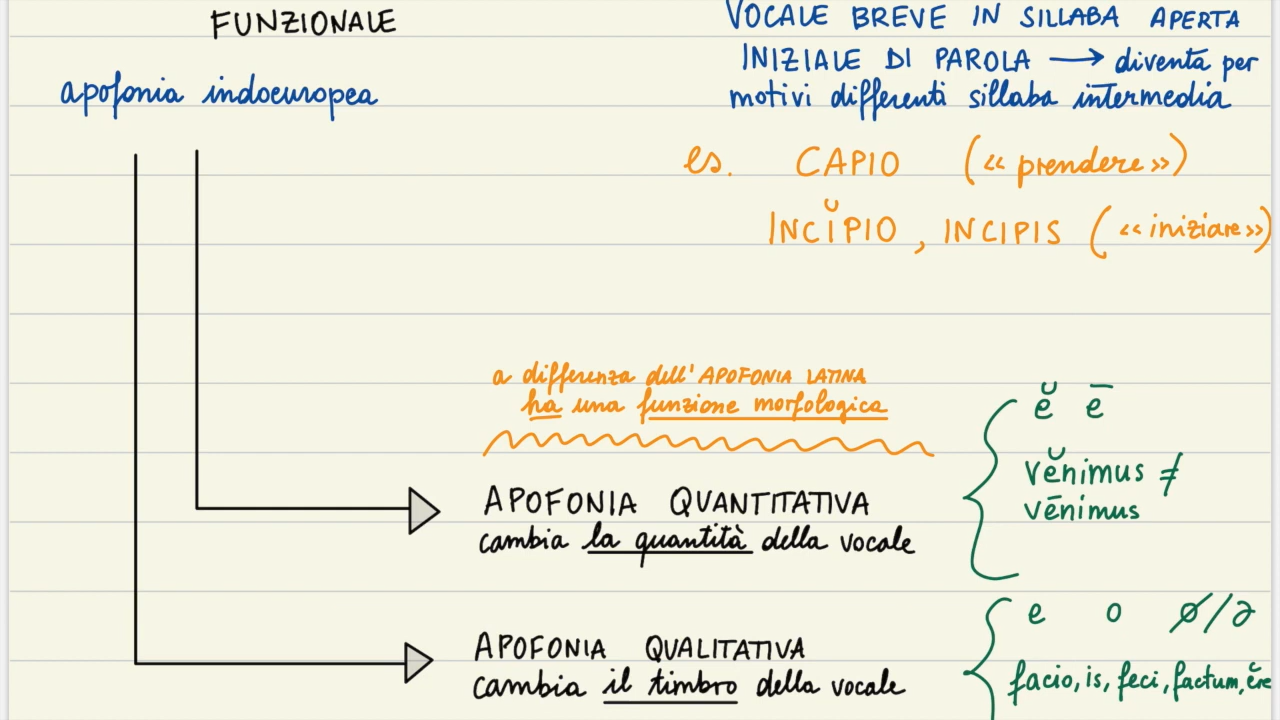 FUNZIONALE
apofonia indoeuropea
VOCALE BREVE IN SILLABA APERTA
INIZIALE DI PAROLA → diventa per
motivi differenti sillaba intermedia
es. CAPIO (« prendere »)
INCĬPIO, INCIPIS (« iniziare »)
a differenza dell'APOFONIA LATINA
ha una funzione morfologica
APOFONIA QUANTITATIVA
cambia la quantità della vocale
ĕ ē
vĕnimus ≠
vēnimus
APOFONIA QUALITATIVA
cambia il timbro della vocale
e o ø/ə
facio, is, feci, factum, ĕre